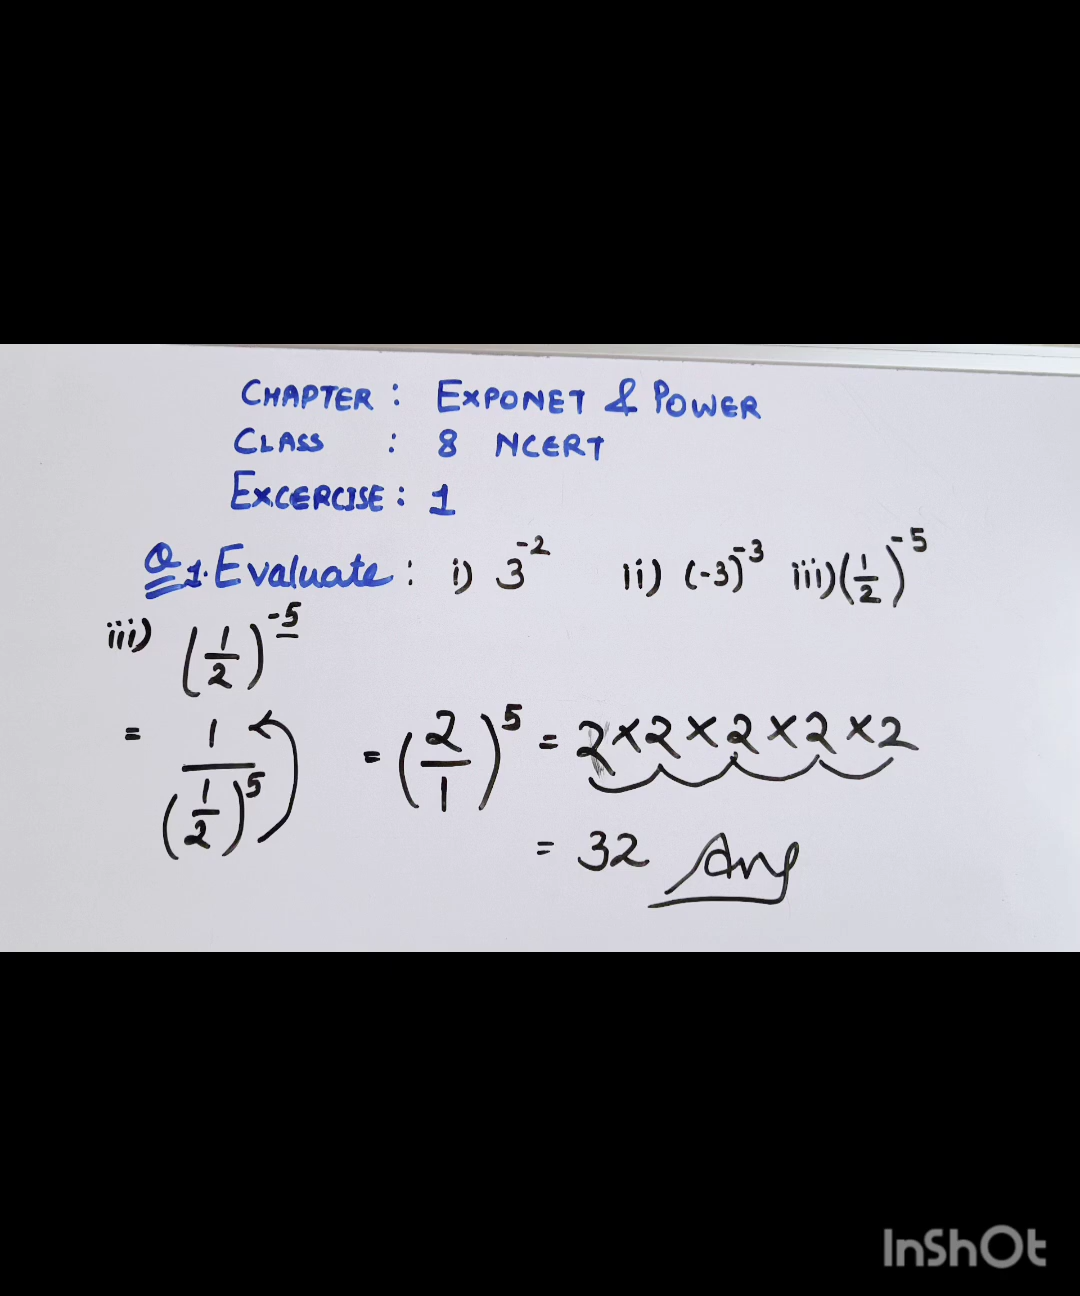 CHAPTER : EXPONET & POWER
CLASS : 8 NCERT
EXCERCISE : 1
Q 1. Evaluate : i) 3^-2 ii) (-3)^-3 iii) (1/2)^-5
iii) (1/2)^-5
= 1/(1/2)^5 = (2/1)^5 = 2×2×2×2×2
= 32 Ans
InShOt